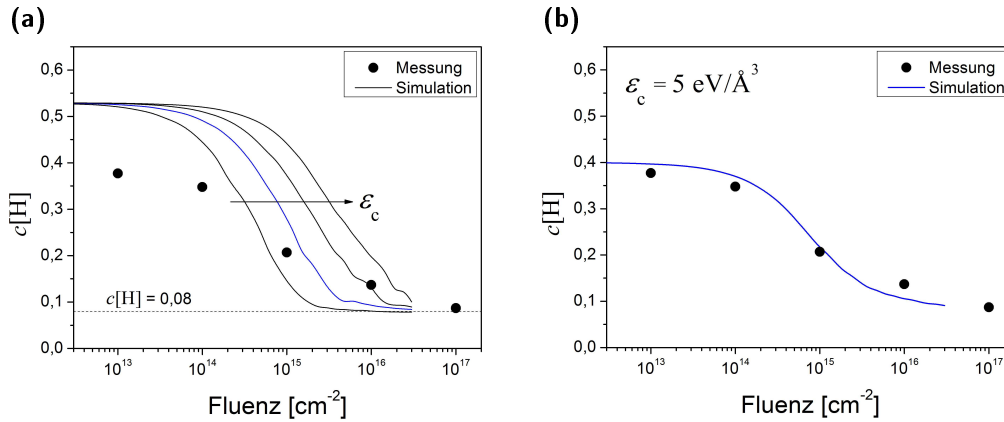 (a)
0,6
0,5
0,4
0,3
0,2
0,1
0,0
c[H]
Messung
Simulation
εc
c[H] = 0,08
10^13
10^14
10^15
10^16
10^17
Fluenz [cm^-2]
(b)
0,6
0,5
0,4
0,3
0,2
0,1
0,0
c[H]
εc = 5 eV/Å^3
Messung
Simulation
10^13
10^14
10^15
10^16
10^17
Fluenz [cm^-2]